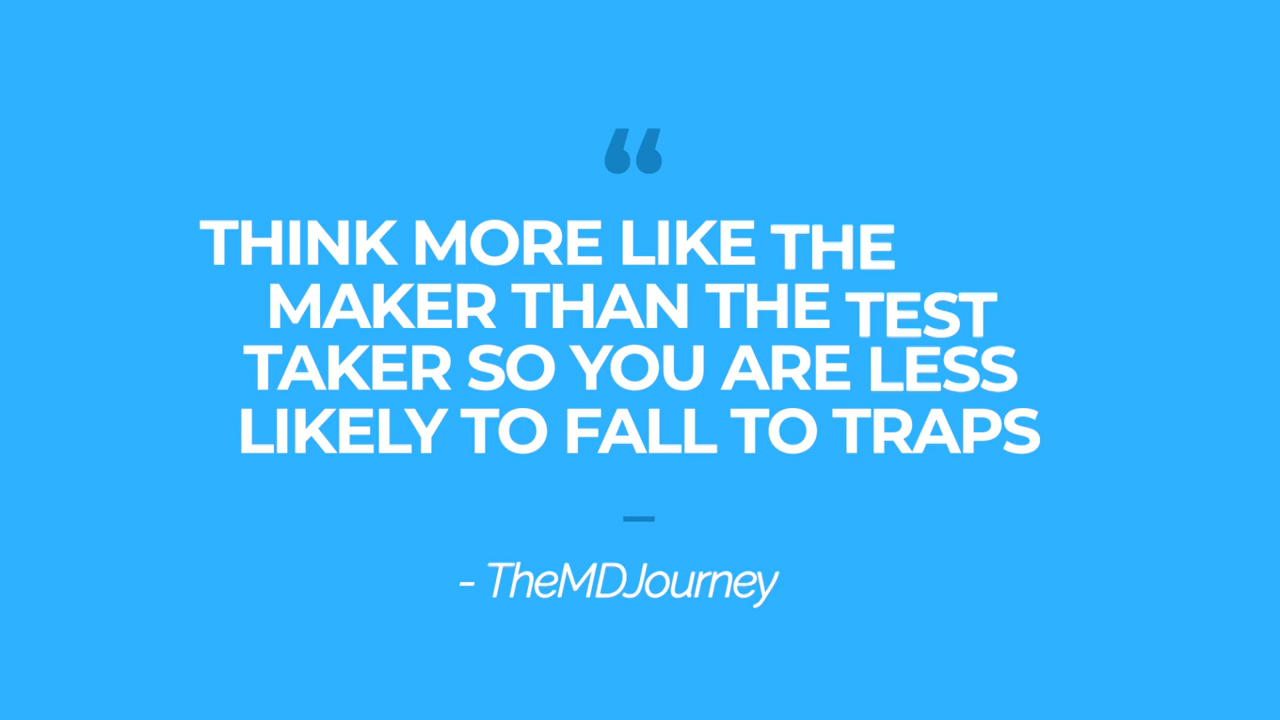 “
THINK MORE LIKE THE
MAKER THAN THE TEST
TAKER SO YOU ARE LESS
LIKELY TO FALL TO TRAPS
- TheMDJourney